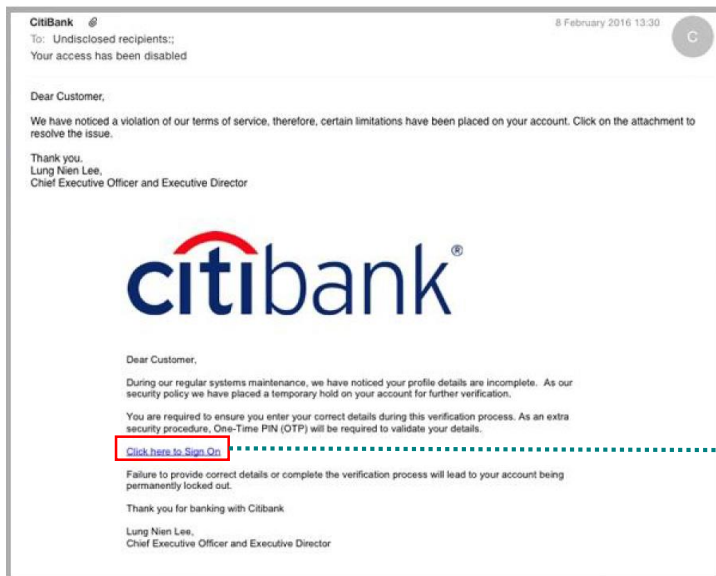 CitiBank
8 February 2016 13:30
C
To: Undisclosed recipients:;
Your access has been disabled
Dear Customer,
We have noticed a violation of our terms of service, therefore, certain limitations have been placed on your account. Click on the attachment to
resolve the issue.
Thank you.
Lung Nien Lee,
Chief Executive Officer and Executive Director
citibank®
Dear Customer,
During our regular systems maintenance, we have noticed your profile details are incomplete. As our
security policy we have placed a temporary hold on your account for further verification.
You are required to ensure you enter your correct details during this verification process. As an extra
security procedure, One-Time PIN (OTP) will be required to validate your details.
Click here to Sign On
Failure to provide correct details or complete the verification process will lead to your account being
permanently locked out.
Thank you for banking with Citibank
Lung Nien Lee,
Chief Executive Officer and Executive Director